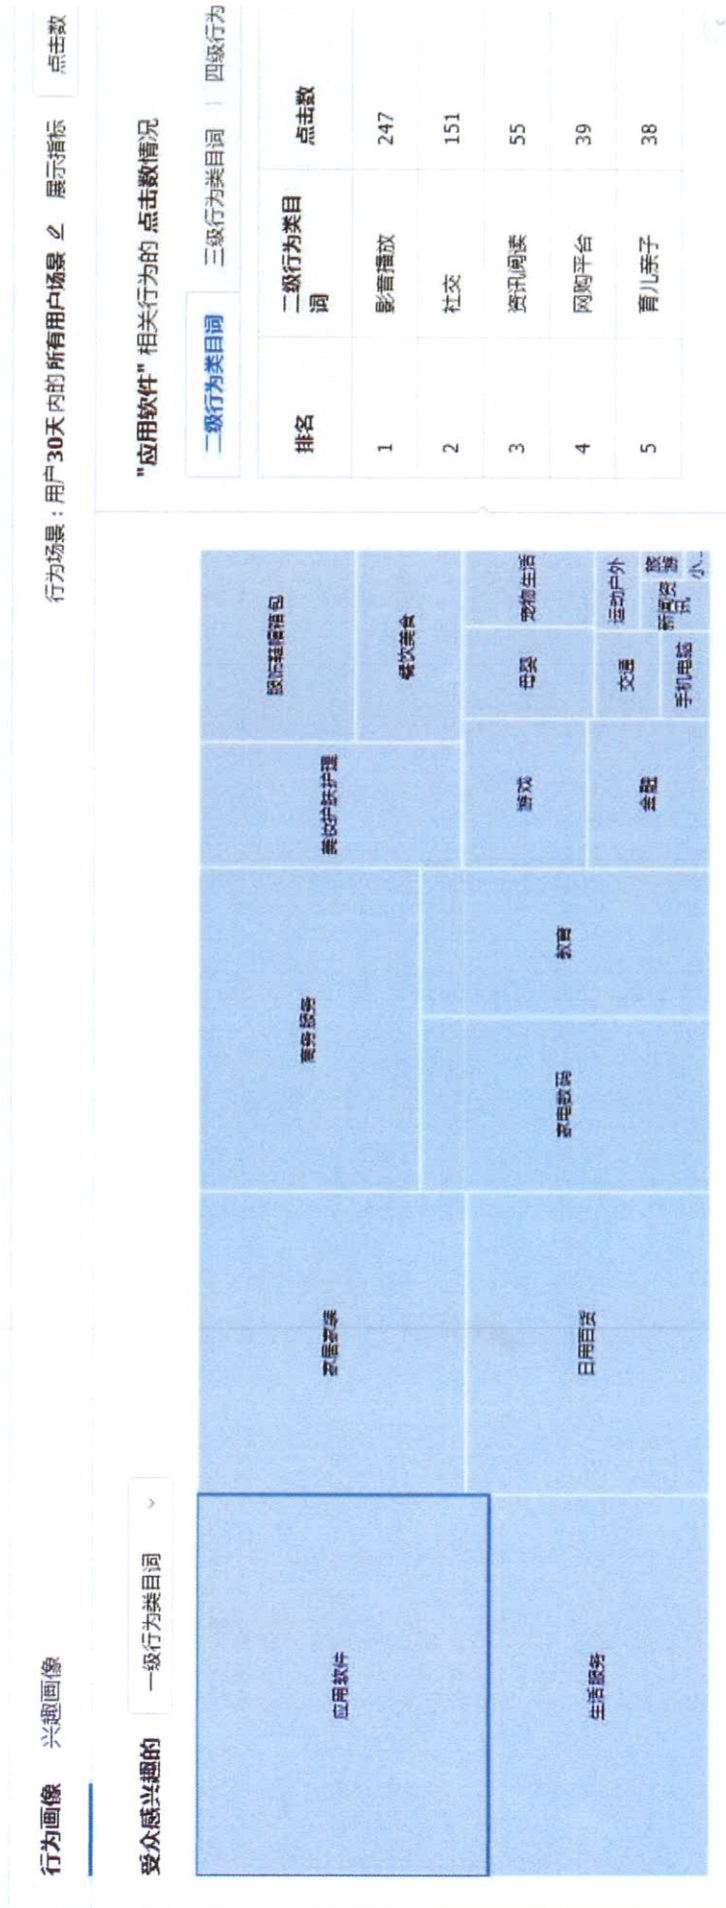 行为画像 兴趣画像
行为场景：用户30天内的所有用户场景 展示指标 点击数
受众感兴趣的 一级行为类目词
应用软件
生活服务
家居家装
日用百货
商务服务
家电数码
教育
美妆护肤护理
服饰鞋帽箱包
餐饮美食
游戏
金融
母婴
宠物生活
交通
运动户外
手机电脑
新闻资
讯
旅
游
小...
"应用软件" 相关行为的 点击数情况
二级行为类目词 三级行为类目词 | 四级行为
排名 二级行为类目 点击数
词
1 影音播放 247
2 社交 151
3 资讯阅读 55
4 网购平台 39
5 育儿亲子 38